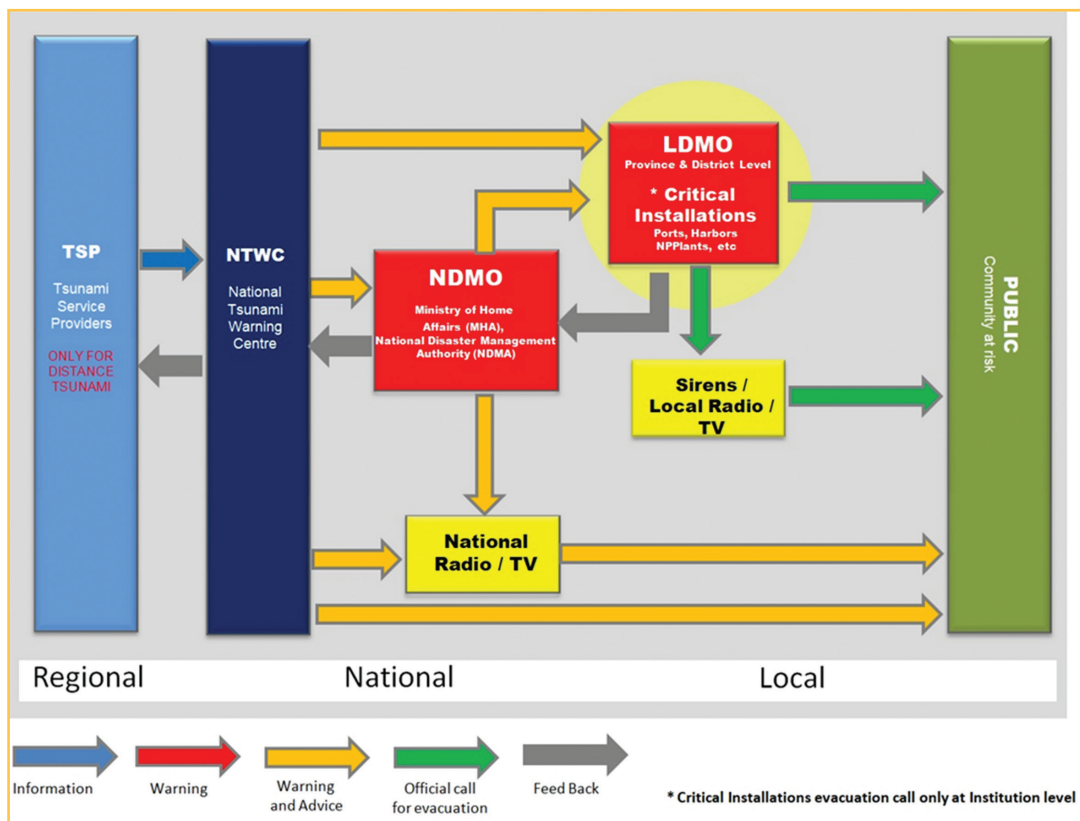 TSP
Tsunami
Service
Providers
ONLY FOR
DISTANCE
TSUNAMI
NTWC
National
Tsunami
Warning
Centre
NDMO
Ministry of Home
Affairs (MHA),
National Disaster Management
Authority (NDMA)
LDMO
Province & District Level
* Critical
Installations
Ports, Harbors
NPPlants, etc
Sirens /
Local Radio /
TV
National
Radio / TV
PUBLIC
Community at risk
Regional
National
Local
Information
Warning
Warning
and Advice
Official call
for evacuation
Feed Back
* Critical Installations evacuation call only at Institution level